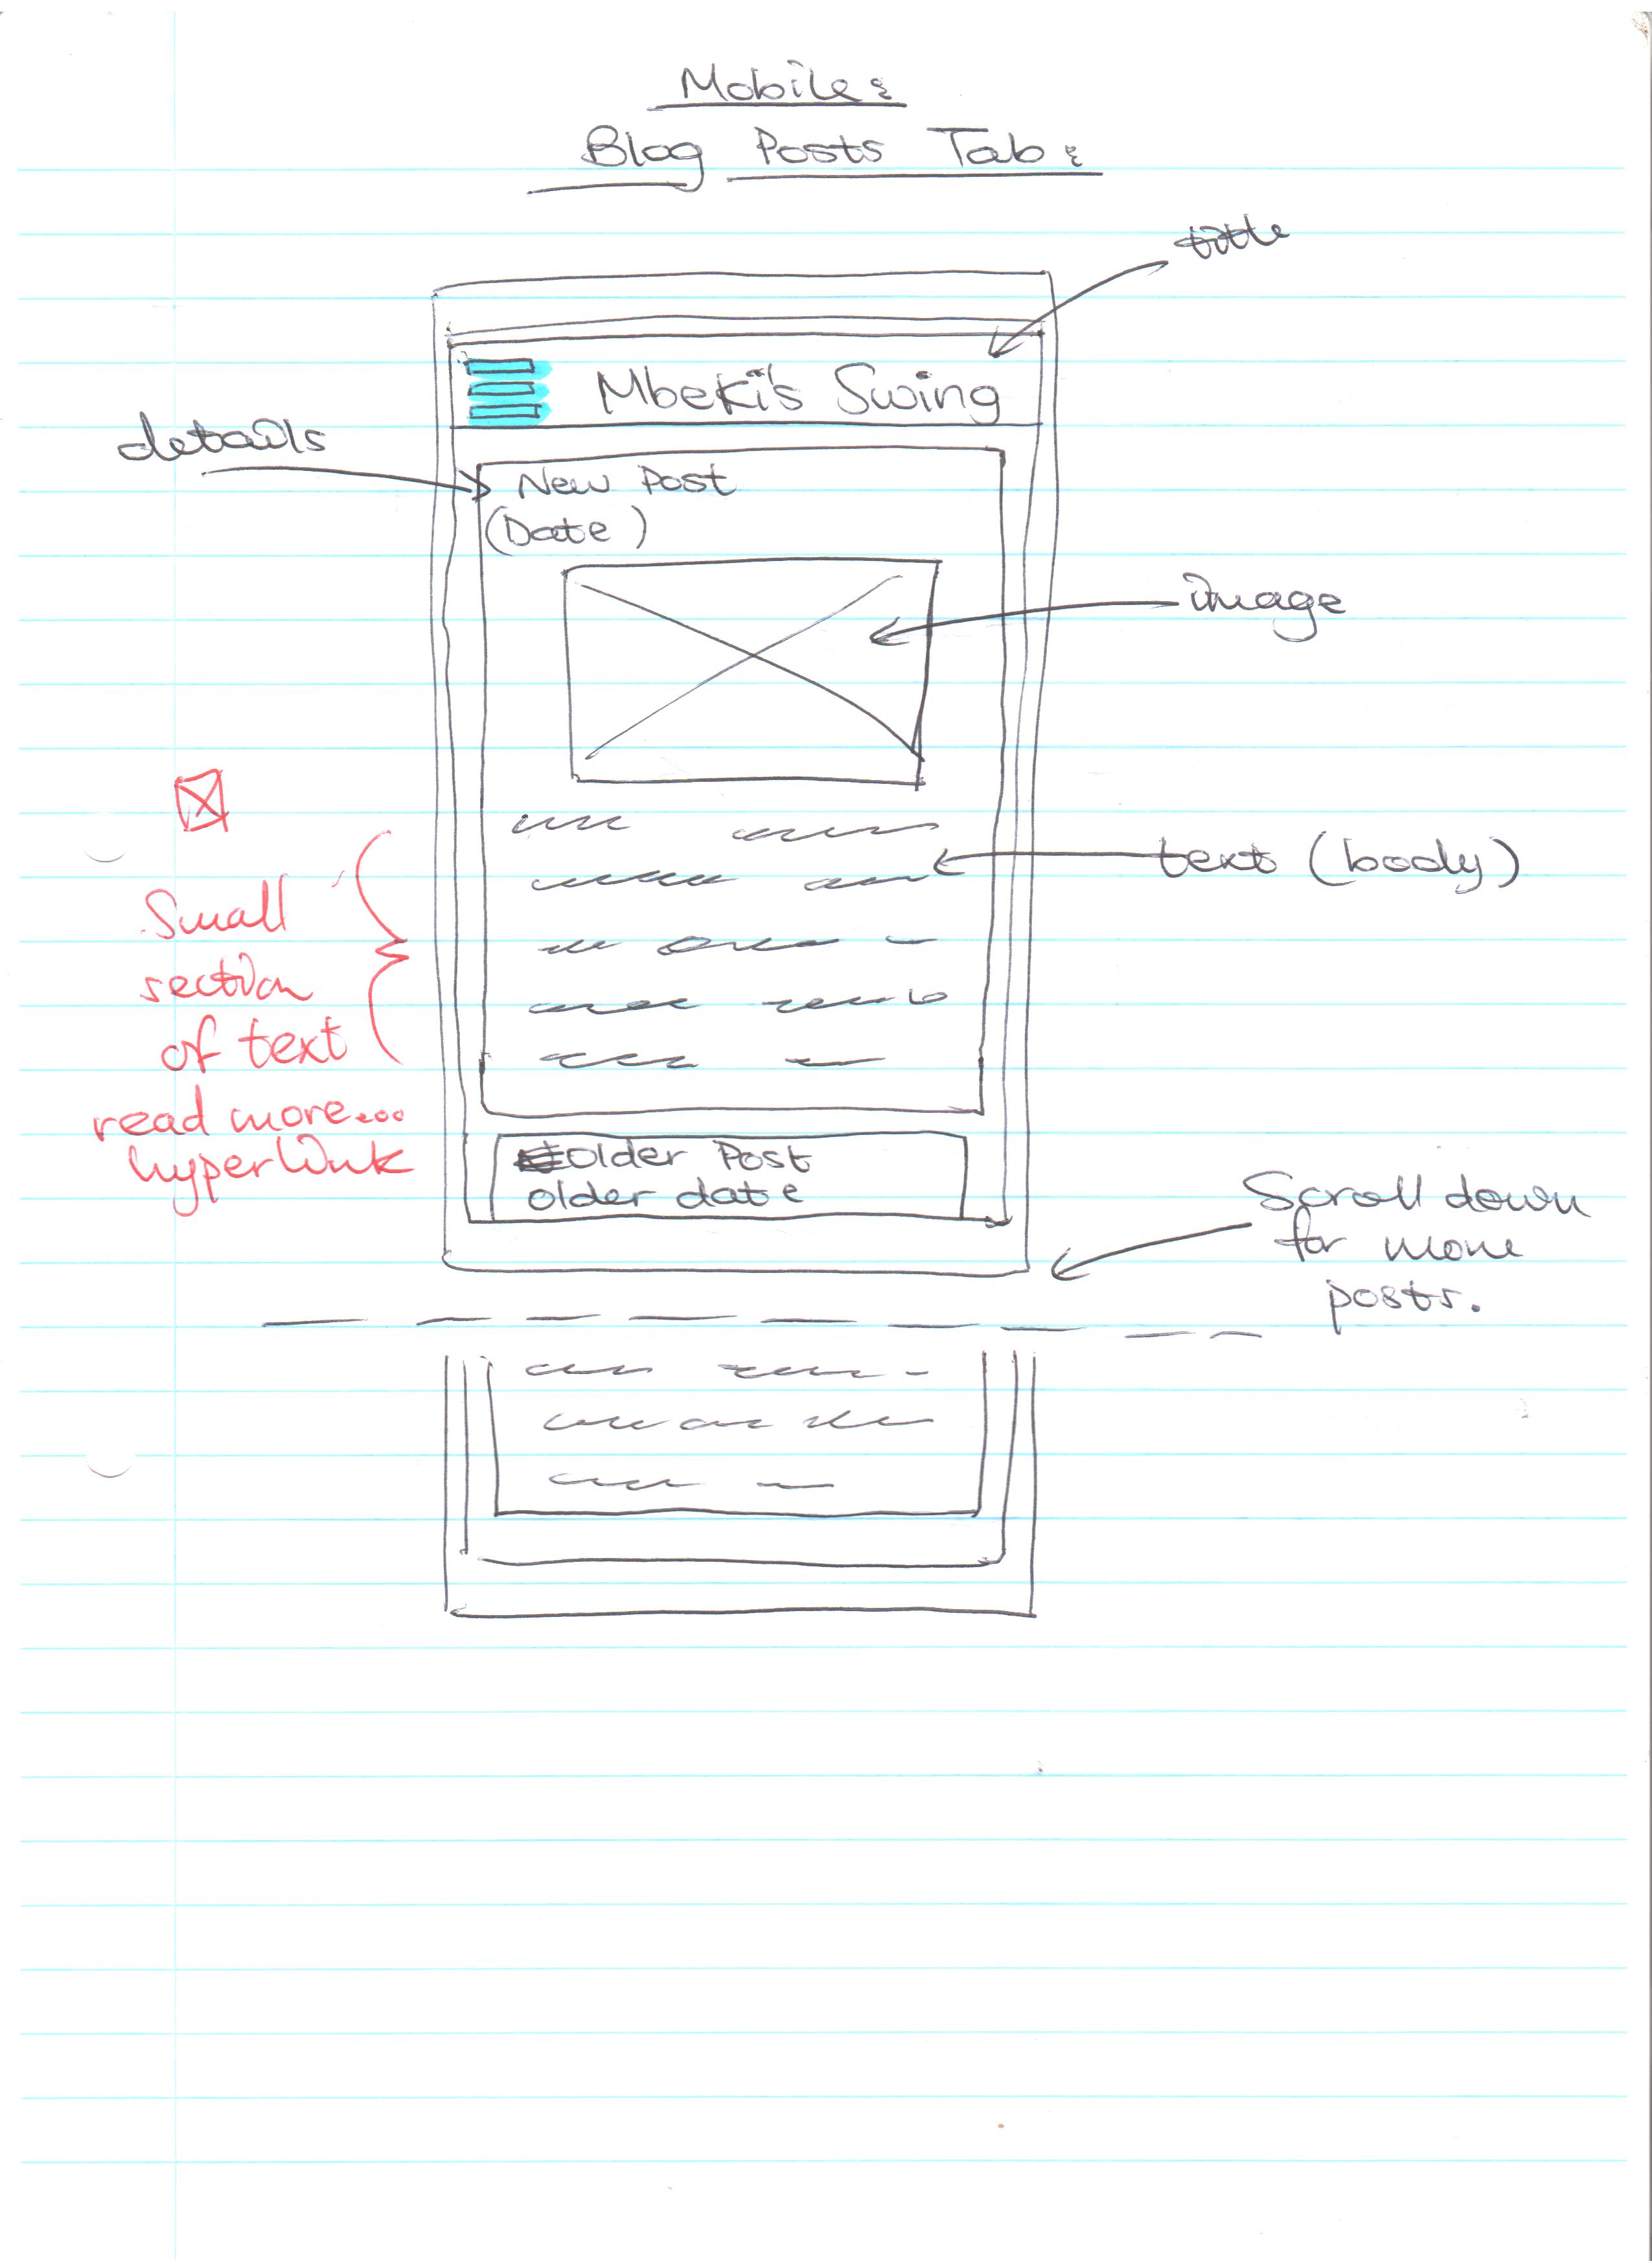 Mobile:
Blog Posts Tab:
title
Mbeki's Swing
details
New Post
(Date)
image
text (body)
Small
section
of text
read more...
hyperlink
Older Post
older date
Scroll down
for more
posts.